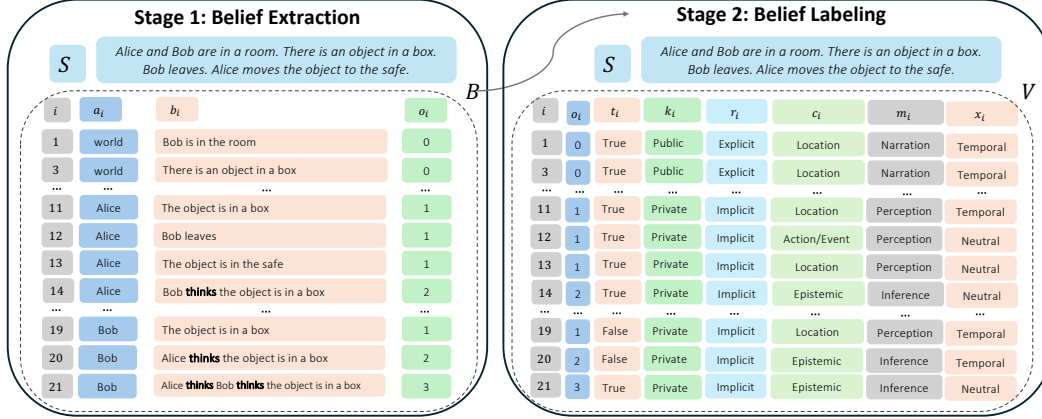 Stage 1: Belief Extraction
S
Alice and Bob are in a room. There is an object in a box.
Bob leaves. Alice moves the object to the safe.
B
i a_i b_i o_i
1 world Bob is in the room 0
3 world There is an object in a box 0
... ... ... ...
11 Alice The object is in a box 1
12 Alice Bob leaves 1
13 Alice The object is in the safe 1
14 Alice Bob thinks the object is in a box 2
... ... ... ...
19 Bob The object is in a box 1
20 Bob Alice thinks the object is in a box 2
21 Bob Alice thinks Bob thinks the object is in a box 3
Stage 2: Belief Labeling
S
Alice and Bob are in a room. There is an object in a box.
Bob leaves. Alice moves the object to the safe.
V
i o_i t_i k_i r_i c_i m_i x_i
1 0 True Public Explicit Location Narration Temporal
3 0 True Public Explicit Location Narration Temporal
... ... ... ... ... ... ... ...
11 1 True Private Implicit Location Perception Temporal
12 1 True Private Implicit Action/Event Perception Neutral
13 1 True Private Implicit Location Perception Neutral
14 2 True Private Implicit Epistemic Inference Neutral
... ... ... ... ... ... ... ...
19 1 False Private Implicit Location Perception Temporal
20 2 False Private Implicit Epistemic Inference Temporal
21 3 True Private Implicit Epistemic Inference Neutral